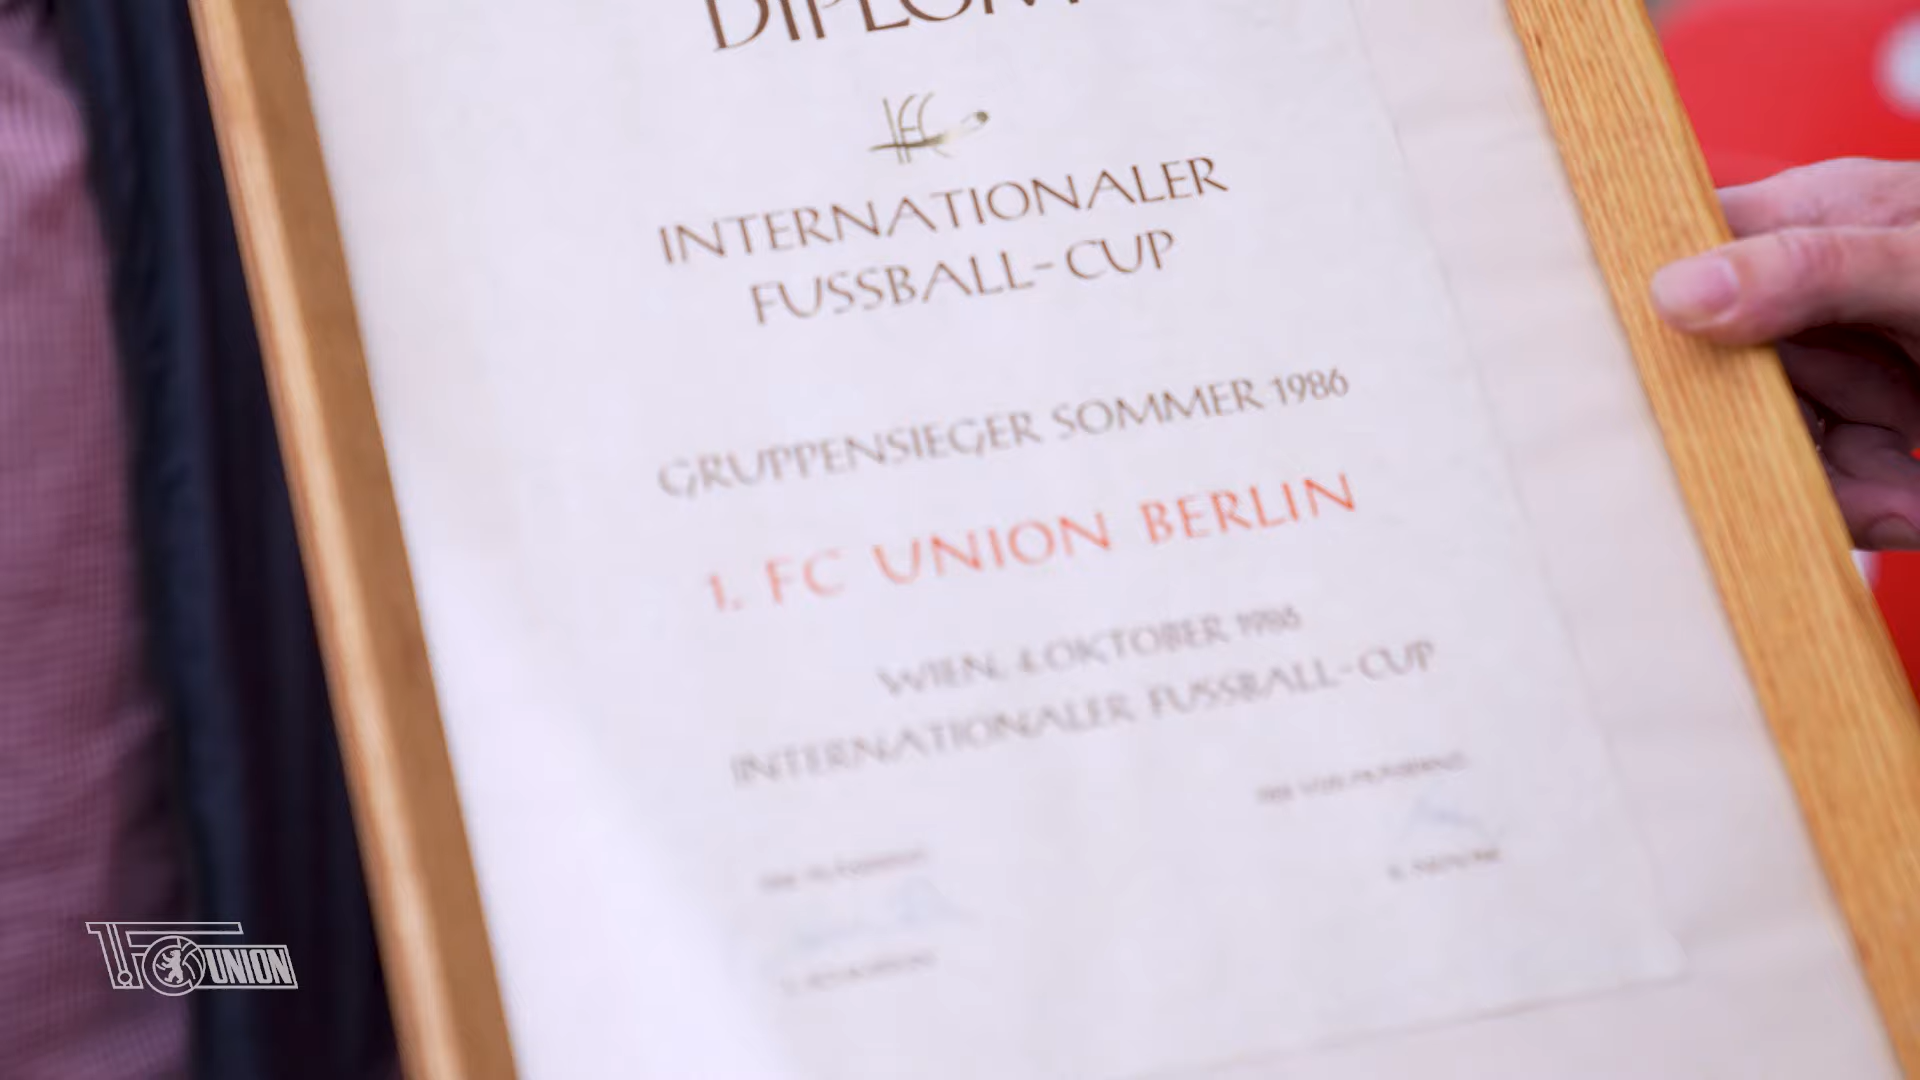 DIPLOM
IFC
INTERNATIONALER
FUSSBALL-CUP
GRUPPENSIEGER SOMMER 1986
1. FC UNION BERLIN
WIEN, OKTOBER 1986
INTERNATIONALER FUSSBALL-CUP
1. FC UNION